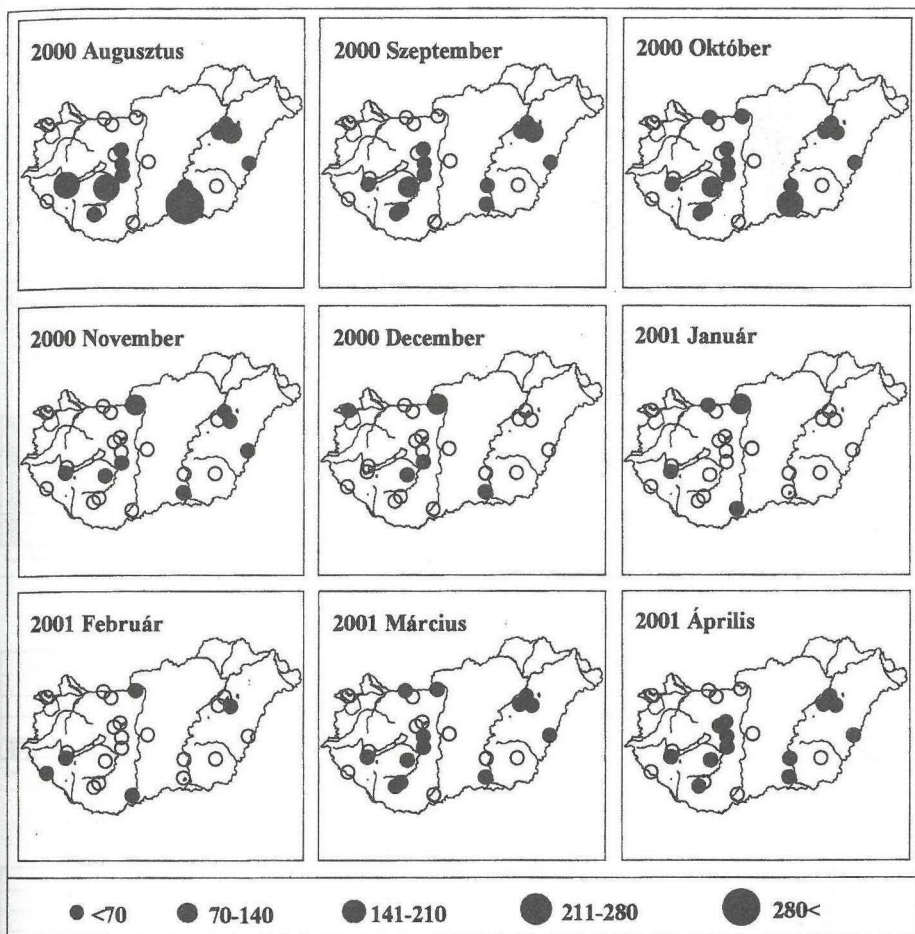 2000 Augusztus
2000 Szeptember
2000 Október
2000 November
2000 December
2001 Január
2001 Február
2001 Március
2001 Április
<70
70-140
141-210
211-280
280<